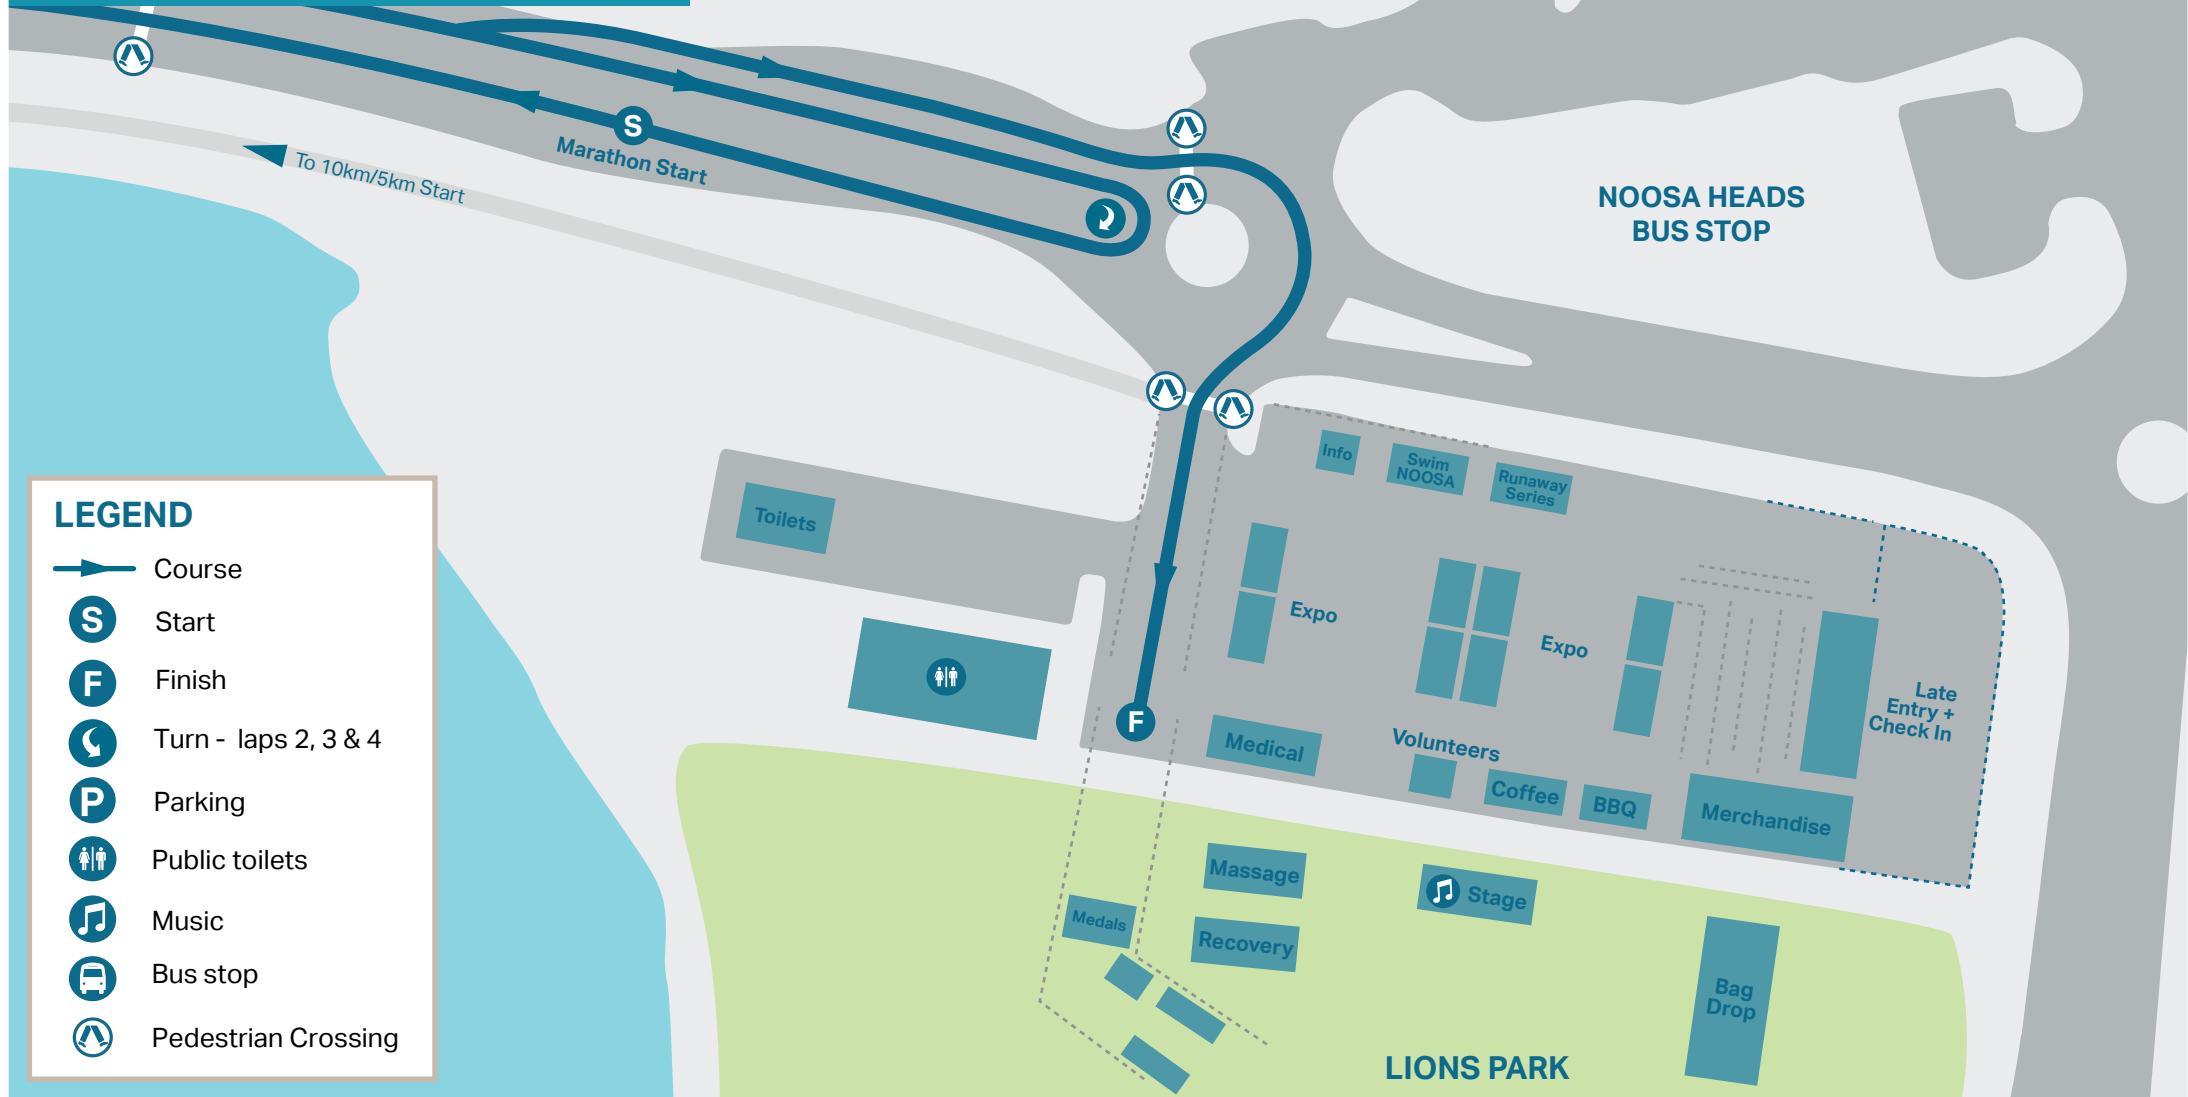 S
Marathon Start
To 10km/5km Start
NOOSA HEADS
BUS STOP
Info
Swim
NOOSA
Runaway
Series
Toilets
Expo
Expo
Late
Entry +
Check In
F
Medical
Volunteers
Coffee
BBQ
Merchandise
Massage
Stage
Medals
Recovery
Bag
Drop
LIONS PARK
LEGEND
Course
S Start
F Finish
Turn - laps 2, 3 & 4
P Parking
Public toilets
Music
Bus stop
Pedestrian Crossing